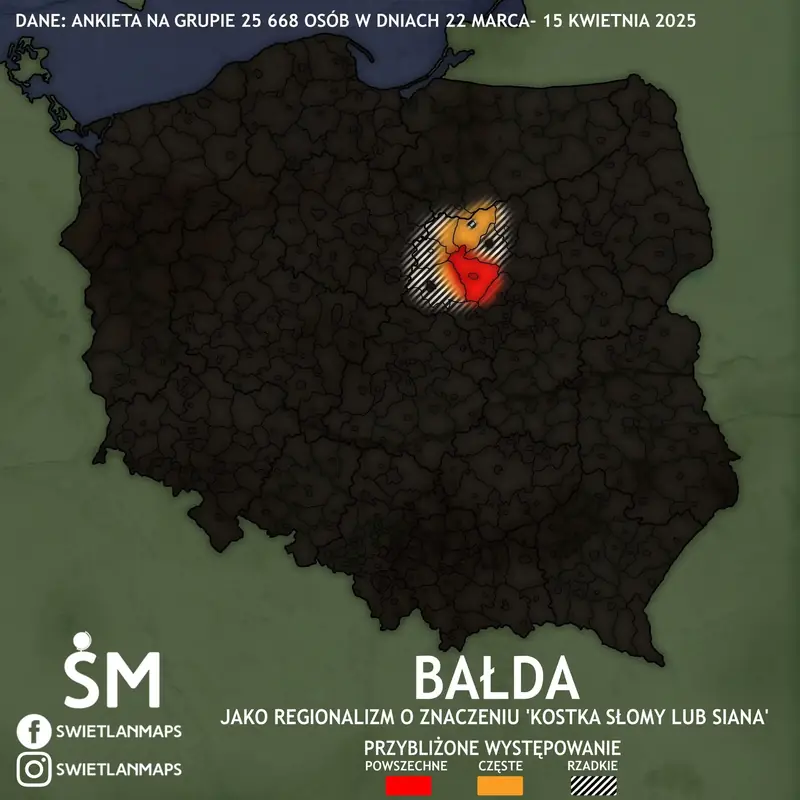 DANE: ANKIETA NA GRUPIE 25 668 OSÓB W DNIACH 22 MARCA- 15 KWIETNIA 2025
ŚM
SWIETLANMAPS
SWIETLANMAPS
BAŁDA
JAKO REGIONALIZM O ZNACZENIU 'KOSTKA SŁOMY LUB SIANA'
PRZYBLIŻONE WYSTĘPOWANIE
POWSZECHNE CZĘSTE RZADKIE